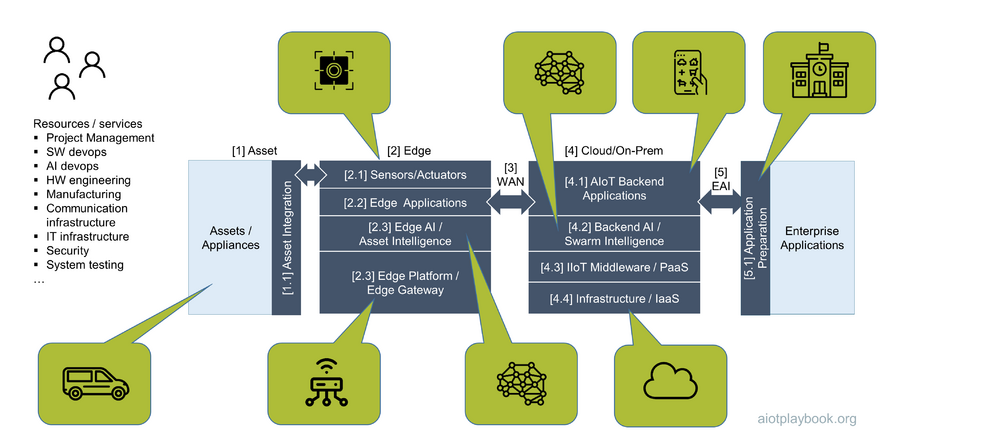 Resources / services
▪ Project Management
▪ SW devops
▪ AI devops
▪ HW engineering
▪ Manufacturing
▪ Communication
infrastructure
▪ IT infrastructure
▪ Security
▪ System testing
…
[1] Asset
Assets /
Appliances
[1.1] Asset Integration
[2] Edge
[2.1] Sensors/Actuators
[2.2] Edge Applications
[2.3] Edge AI /
Asset Intelligence
[2.3] Edge Platform /
Edge Gateway
[3]
WAN
[4] Cloud/On-Prem
[4.1] AIoT Backend
Applications
[4.2] Backend AI /
Swarm Intelligence
[4.3] IIoT Middleware / PaaS
[4.4] Infrastructure / IaaS
[5]
EAI
[5.1] Application
Preparation
Enterprise
Applications
aiotplaybook.org